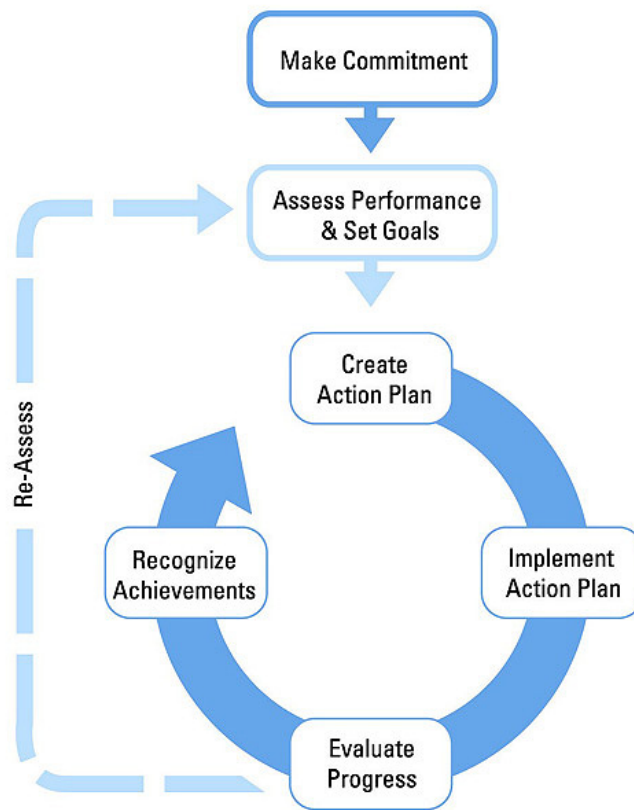 Make Commitment
Assess Performance
& Set Goals
Create
Action Plan
Re-Assess
Recognize
Achievements
Implement
Action Plan
Evaluate
Progress